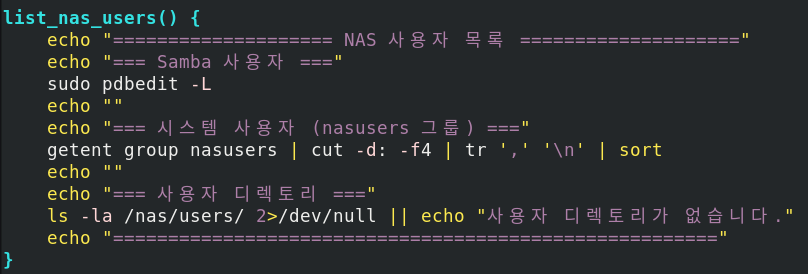 list_nas_users() {
    echo "==================== NAS 사용자 목록 ===================="
    echo "=== Samba 사용자 ==="
    sudo pdbedit -L
    echo ""
    echo "=== 시스템 사용자 (nasusers 그룹) ==="
    getent group nasusers | cut -d: -f4 | tr ',' '\n' | sort
    echo ""
    echo "=== 사용자 디렉토리 ==="
    ls -la /nas/users/ 2>/dev/null || echo "사용자 디렉토리가 없습니다."
    echo "======================================================="
}